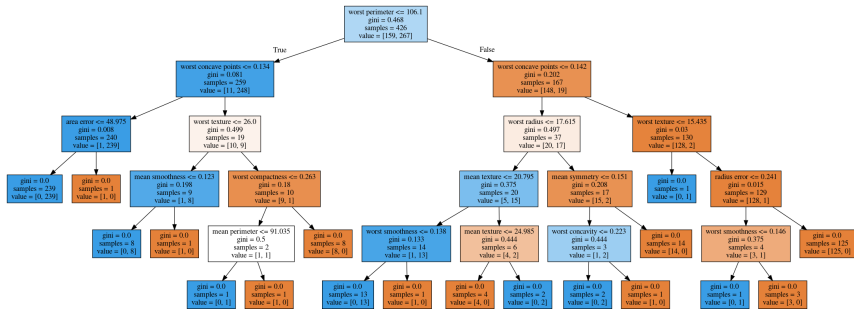 worst perimeter <= 106.1
gini = 0.468
samples = 426
value = [159, 267]
True
False
worst concave points <= 0.134
gini = 0.081
samples = 259
value = [11, 248]
worst concave points <= 0.142
gini = 0.202
samples = 167
value = [148, 19]
area error <= 48.975
gini = 0.008
samples = 240
value = [1, 239]
worst texture <= 26.0
gini = 0.499
samples = 19
value = [10, 9]
worst radius <= 17.615
gini = 0.497
samples = 37
value = [20, 17]
worst texture <= 15.435
gini = 0.03
samples = 130
value = [128, 2]
gini = 0.0
samples = 239
value = [0, 239]
gini = 0.0
samples = 1
value = [1, 0]
mean smoothness <= 0.123
gini = 0.198
samples = 9
value = [1, 8]
worst compactness <= 0.263
gini = 0.18
samples = 10
value = [9, 1]
mean texture <= 20.795
gini = 0.375
samples = 20
value = [5, 15]
mean symmetry <= 0.151
gini = 0.208
samples = 17
value = [15, 2]
gini = 0.0
samples = 1
value = [0, 1]
radius error <= 0.241
gini = 0.015
samples = 129
value = [128, 1]
gini = 0.0
samples = 8
value = [0, 8]
gini = 0.0
samples = 1
value = [1, 0]
mean perimeter <= 91.035
gini = 0.5
samples = 2
value = [1, 1]
gini = 0.0
samples = 8
value = [8, 0]
worst smoothness <= 0.138
gini = 0.133
samples = 14
value = [1, 13]
mean texture <= 24.985
gini = 0.444
samples = 6
value = [4, 2]
worst concavity <= 0.223
gini = 0.444
samples = 3
value = [1, 2]
gini = 0.0
samples = 14
value = [14, 0]
worst smoothness <= 0.146
gini = 0.375
samples = 4
value = [3, 1]
gini = 0.0
samples = 125
value = [125, 0]
gini = 0.0
samples = 1
value = [0, 1]
gini = 0.0
samples = 1
value = [1, 0]
gini = 0.0
samples = 13
value = [0, 13]
gini = 0.0
samples = 1
value = [1, 0]
gini = 0.0
samples = 4
value = [4, 0]
gini = 0.0
samples = 2
value = [0, 2]
gini = 0.0
samples = 2
value = [0, 2]
gini = 0.0
samples = 1
value = [1, 0]
gini = 0.0
samples = 1
value = [0, 1]
gini = 0.0
samples = 3
value = [3, 0]